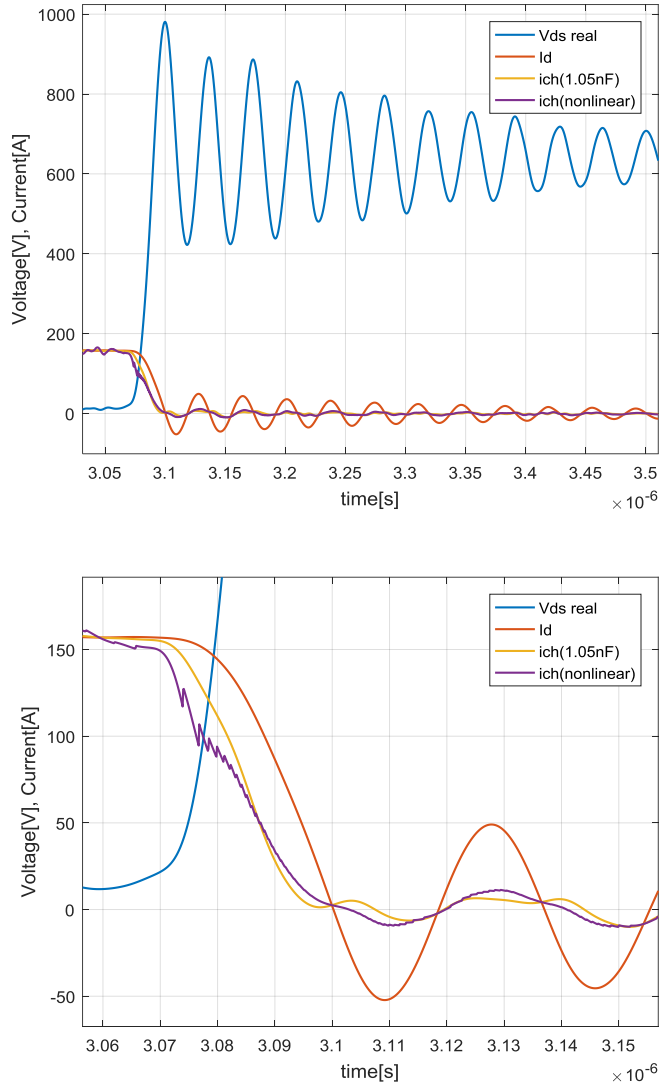 1000
800
600
400
200
0
Voltage[V], Current[A]
Vds real
Id
ich(1.05nF)
ich(nonlinear)
3.05 3.1 3.15 3.2 3.25 3.3 3.35 3.4 3.45 3.5
time[s]
× 10⁻⁶
150
100
50
0
-50
Voltage[V], Current[A]
Vds real
Id
ich(1.05nF)
ich(nonlinear)
3.06 3.07 3.08 3.09 3.1 3.11 3.12 3.13 3.14 3.15
time[s]
× 10⁻⁶